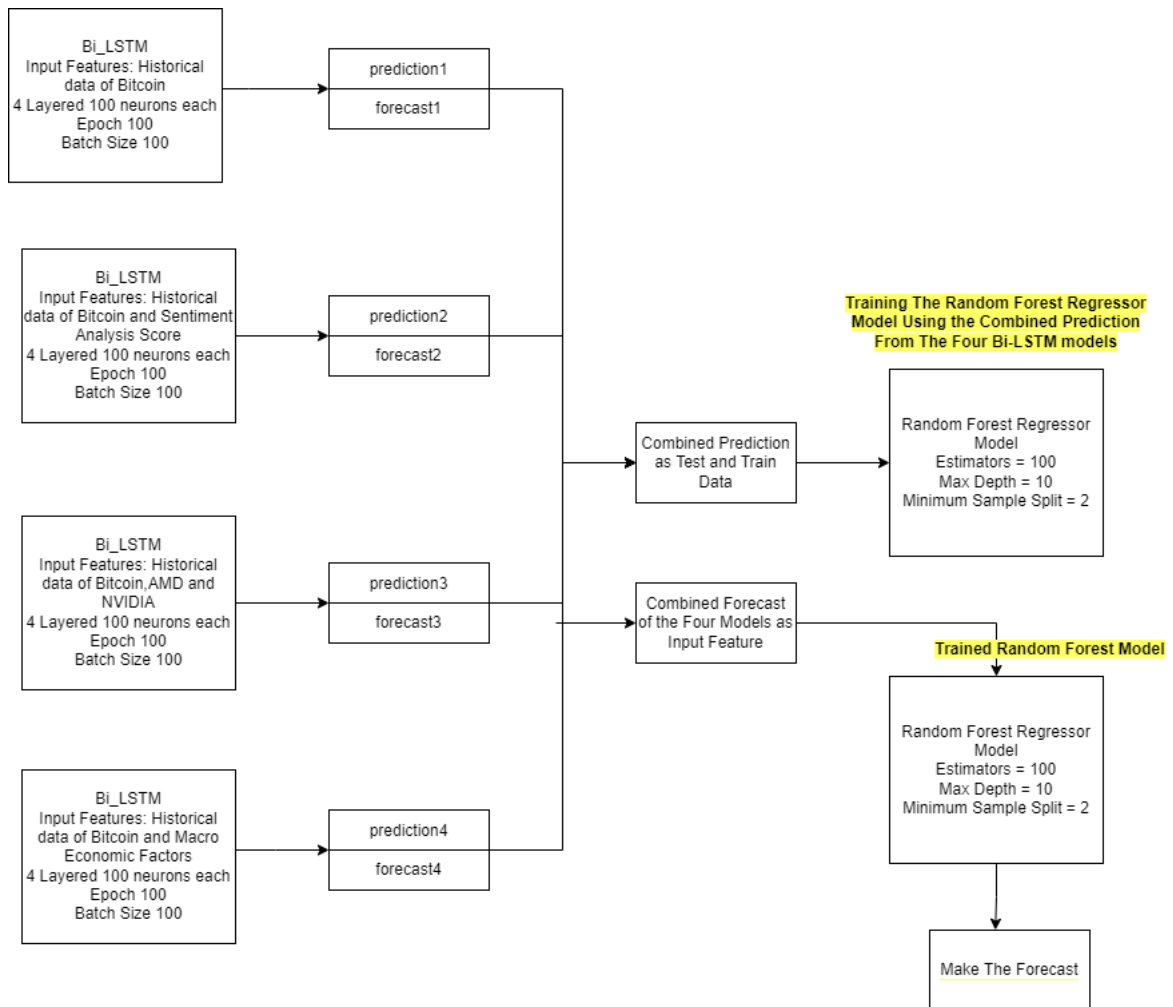 Bi_LSTM
Input Features: Historical
data of Bitcoin
4 Layered 100 neurons each
Epoch 100
Batch Size 100
prediction1
forecast1
Bi_LSTM
Input Features: Historical
data of Bitcoin and Sentiment
Analysis Score
4 Layered 100 neurons each
Epoch 100
Batch Size 100
prediction2
forecast2
Bi_LSTM
Input Features: Historical
data of Bitcoin,AMD and
NVIDIA
4 Layered 100 neurons each
Epoch 100
Batch Size 100
prediction3
forecast3
Bi_LSTM
Input Features: Historical
data of Bitcoin and Macro
Economic Factors
4 Layered 100 neurons each
Epoch 100
Batch Size 100
prediction4
forecast4
Combined Prediction
as Test and Train
Data
Training The Random Forest Regressor
Model Using the Combined Prediction
From The Four Bi-LSTM models
Random Forest Regressor
Model
Estimators = 100
Max Depth = 10
Minimum Sample Split = 2
Combined Forecast
of the Four Models as
Input Feature
Trained Random Forest Model
Random Forest Regressor
Model
Estimators = 100
Max Depth = 10
Minimum Sample Split = 2
Make The Forecast